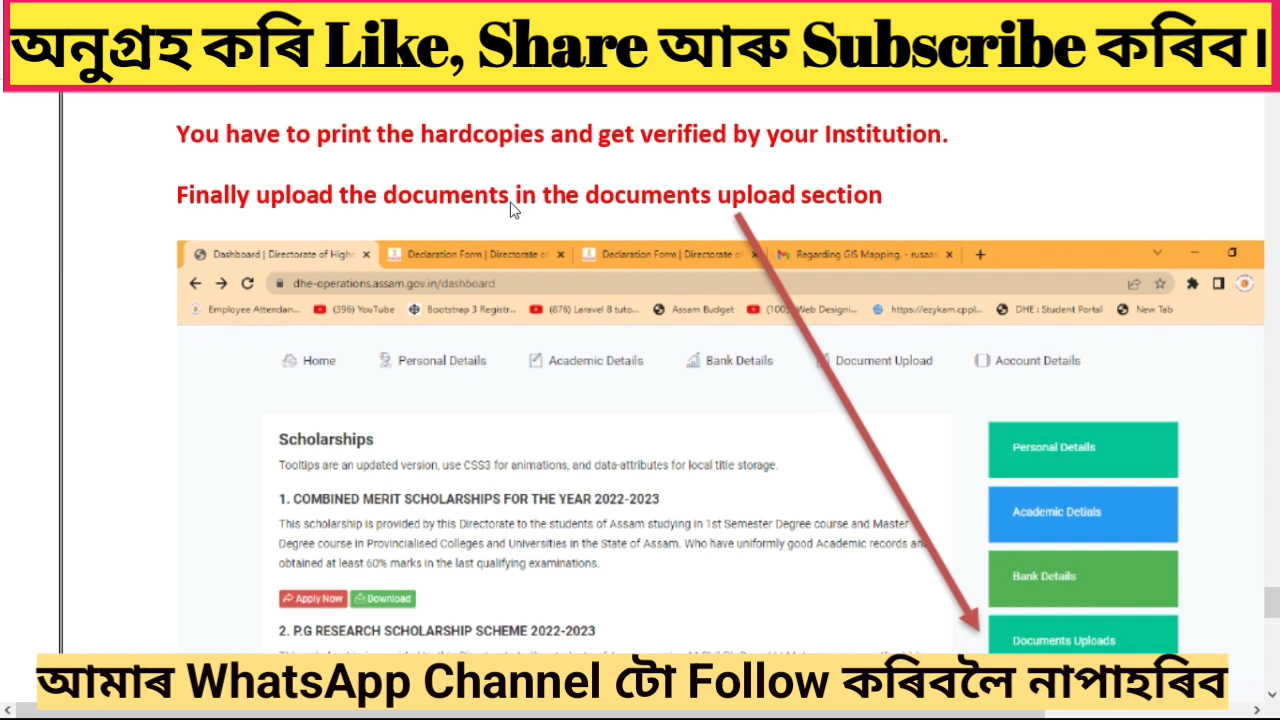 অনুগ্ৰহ কৰি Like, Share আৰু Subscribe কৰিব।
You have to print the hardcopies and get verified by your Institution.
Finally upload the documents in the documents upload section
Dashboard | Directorate of High Declaration Form | Directorate of Declaration Form | Directorate of Regarding GIS Mapping. - rusa
dhe-operations.assam.gov.in/dashboard
Employee Attendan... (396) YouTube Bootstrap 3 Registr... (876) Laravel 8 tuto... Assam Budget Web Designi... https://ezykam.cppl... DHE : Student Portal New Tab
Home Personal Details Academic Details Bank Details Document Upload Account Details
Scholarships
Tooltips are an updated version, use CSS3 for animations, and data-attributes for local title storage.
1. COMBINED MERIT SCHOLARSHIPS FOR THE YEAR 2022-2023
This scholarship is provided by this Directorate to the students of Assam studying in 1st Semester Degree course and Master
Degree course in Provincialised Colleges and Universities in the State of Assam. Who have uniformly good Academic records and
obtained at least 60% marks in the last qualifying examinations.
Apply Now Download
2. P.G RESEARCH SCHOLARSHIP SCHEME 2022-2023
Personal Details
Academic Detials
Bank Details
Documents Uploads
আমাৰ WhatsApp Channel টো Follow কৰিবলৈ নাপাহৰিব